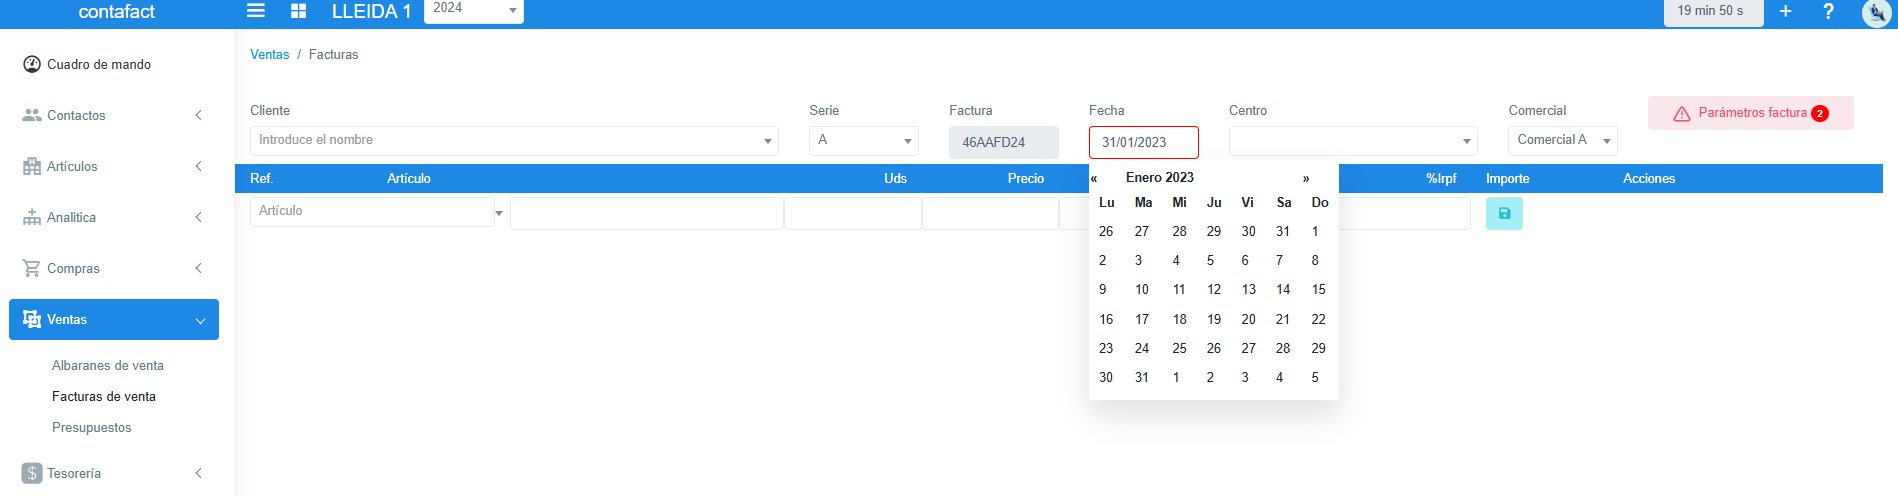 contafact LLEIDA 1 2024 19 min 50 s + ?
Ventas / Facturas
Cuadro de mando
Contactos
Artículos
Analitica
Compras
Ventas
Albaranes de venta
Facturas de venta
Presupuestos
Tesorería
Cliente Serie Factura Fecha Centro Comercial
Introduce el nombre A 46AAFD24 31/01/2023 Comercial A
Parámetros factura 2
Ref. Artículo Uds Precio %Irpf Importe Acciones
Artículo
« Enero 2023 »
Lu Ma Mi Ju Vi Sa Do
26 27 28 29 30 31 1
2 3 4 5 6 7 8
9 10 11 12 13 14 15
16 17 18 19 20 21 22
23 24 25 26 27 28 29
30 31 1 2 3 4 5